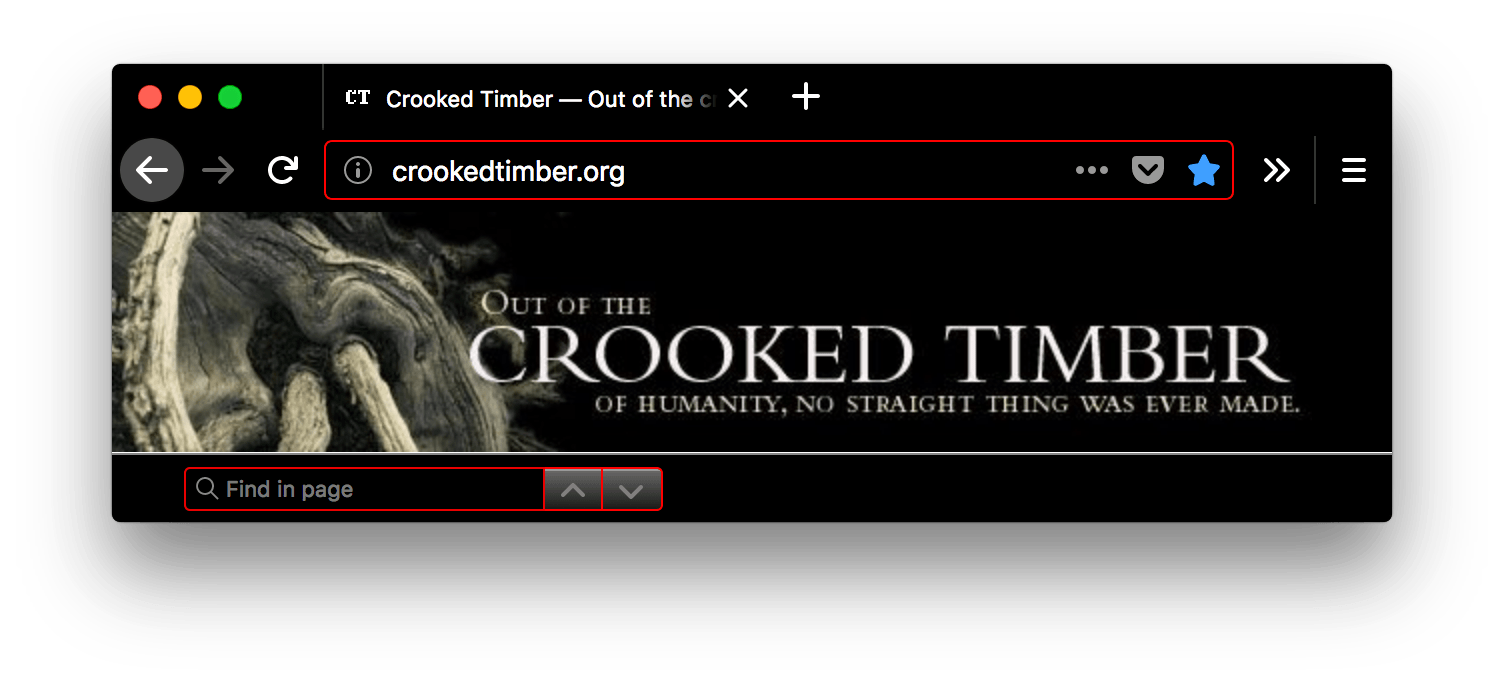 CT Crooked Timber — Out of the
crookedtimber.org
OUT OF THE
CROOKED TIMBER
OF HUMANITY, NO STRAIGHT THING WAS EVER MADE.
Find in page